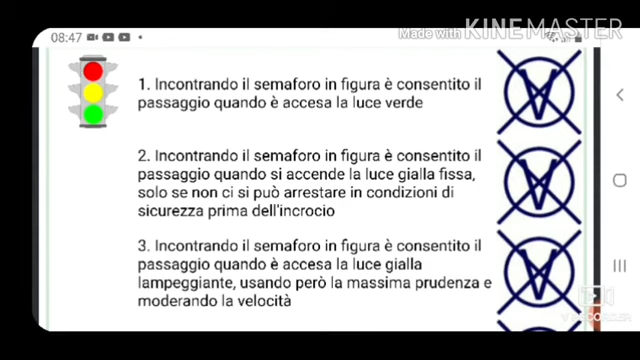 08:47
Made with KINEMASTER
1. Incontrando il semaforo in figura è consentito il
passaggio quando è accesa la luce verde
V
2. Incontrando il semaforo in figura è consentito il
passaggio quando si accende la luce gialla fissa,
solo se non ci si può arrestare in condizioni di
sicurezza prima dell'incrocio
V
3. Incontrando il semaforo in figura è consentito il
passaggio quando è accesa la luce gialla
lampeggiante, usando però la massima prudenza e
moderando la velocità
V